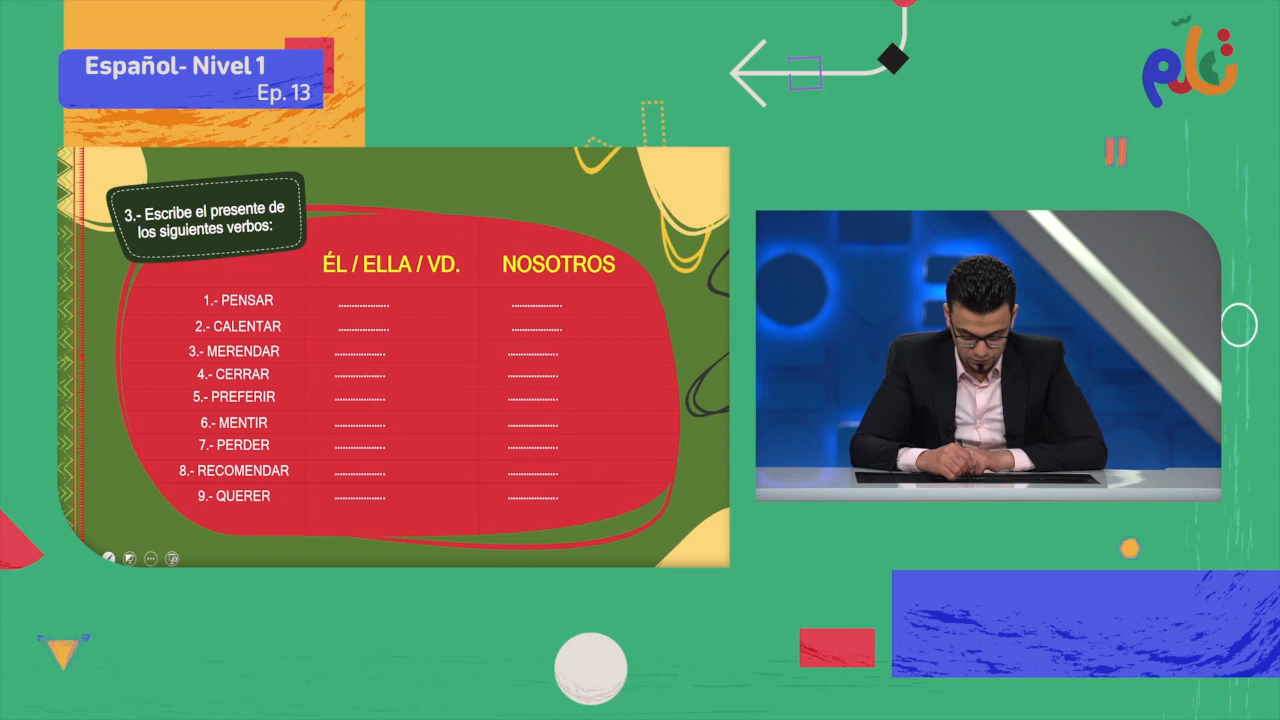 Español- Nivel 1
Ep. 13
تعلم
3.- Escribe el presente de
los siguientes verbos:
ÉL / ELLA / VD. NOSOTROS
1.- PENSAR .................. ..................
2.- CALENTAR .................. ..................
3.- MERENDAR .................. ..................
4.- CERRAR .................. ..................
5.- PREFERIR .................. ..................
6.- MENTIR .................. ..................
7.- PERDER .................. ..................
8.- RECOMENDAR .................. ..................
9.- QUERER .................. ..................